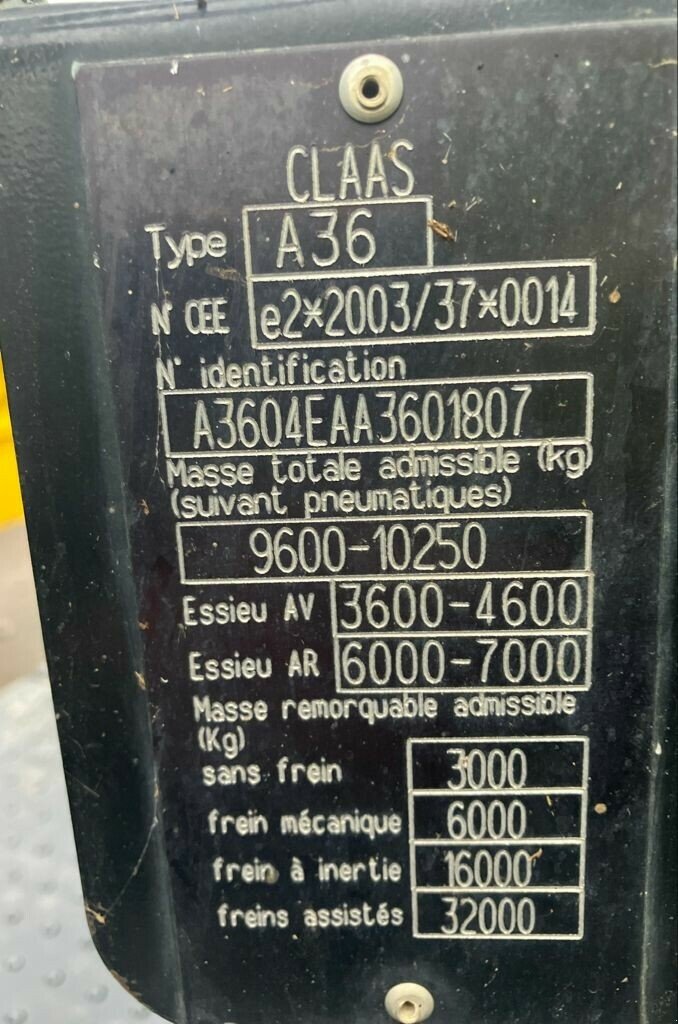 CLAAS
Type A36
N° CEE e2*2003/37*0014
N° identification
A3604EAA3601807
Masse totale admissible (kg)
(suivant pneumatiques)
9600-10250
Essieu AV 3600-4600
Essieu AR 6000-7000
Masse remorquable admissible
(Kg)
sans frein 3000
frein mécanique 6000
frein à inertie 16000
freins assistés 32000